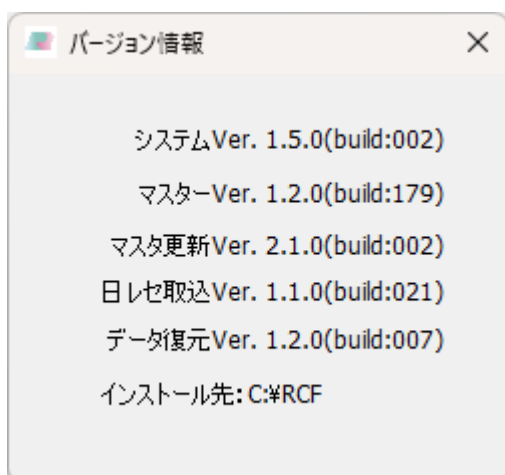 バージョン情報
システムVer. 1.5.0(build:002)
マスターVer. 1.2.0(build:179)
マスタ更新Ver. 2.1.0(build:002)
日レセ取込Ver. 1.1.0(build:021)
データ復元Ver. 1.2.0(build:007)
インストール先: C:¥RCF